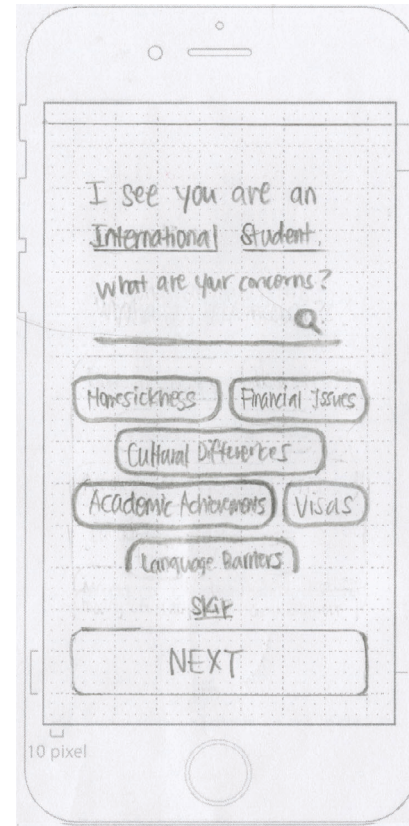 I see you are an
International Student.
What are your concerns?
Homesickness Financial Issues
Cultural Differences
Academic Achievements Visas
Language Barriers
Skip
NEXT
10 pixel